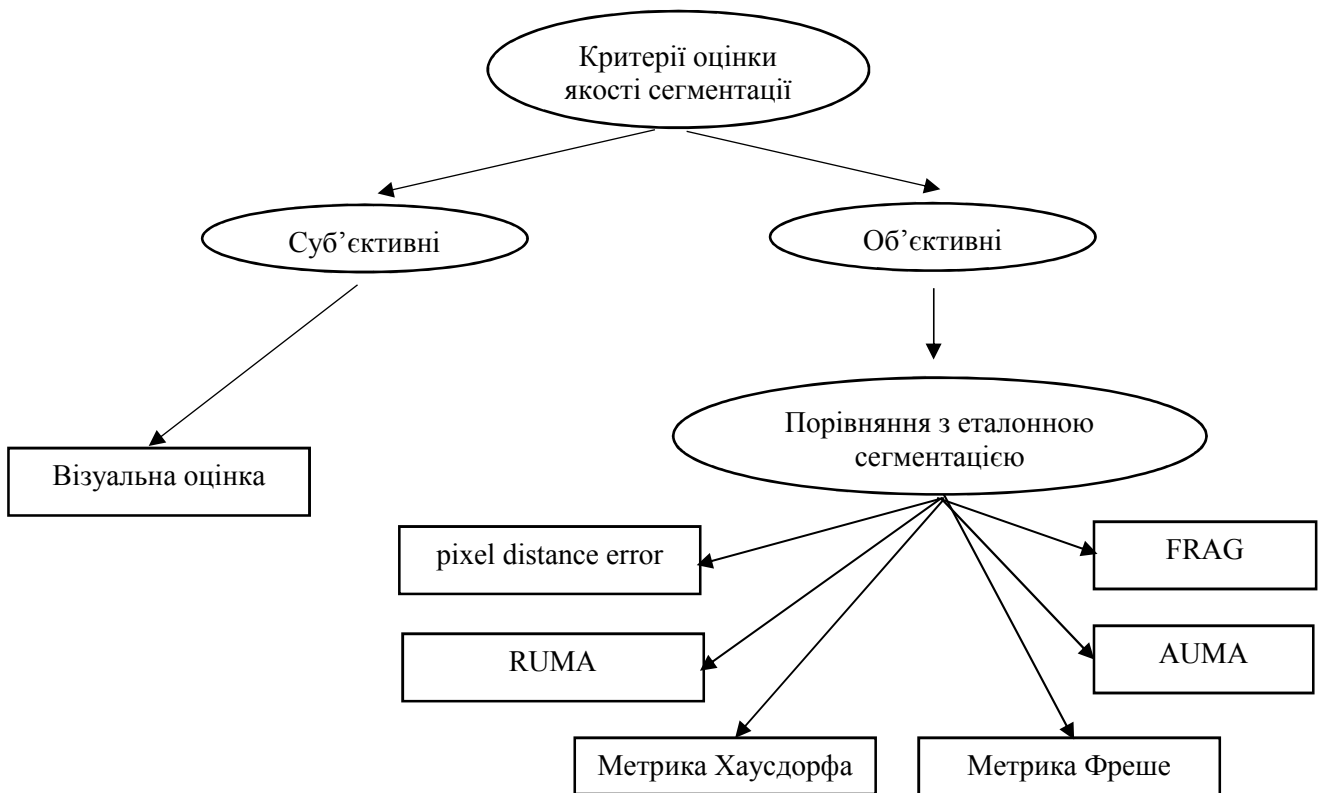 Критерії оцінки
якості сегментації
Суб’єктивні
Об’єктивні
Порівняння з еталонною
сегментацією
Візуальна оцінка
pixel distance error
FRAG
RUMA
AUMA
Метрика Хаусдорфа
Метрика Фреше